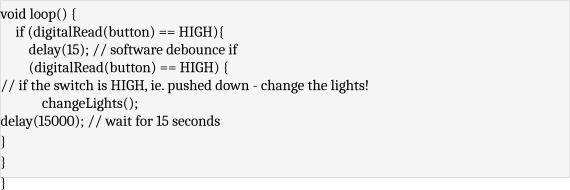 void loop() {
if (digitalRead(button) == HIGH){
delay(15); // software debounce if
(digitalRead(button) == HIGH) {
// if the switch is HIGH, ie. pushed down - change the lights!
changeLights();
delay(15000); // wait for 15 seconds
}
}
}